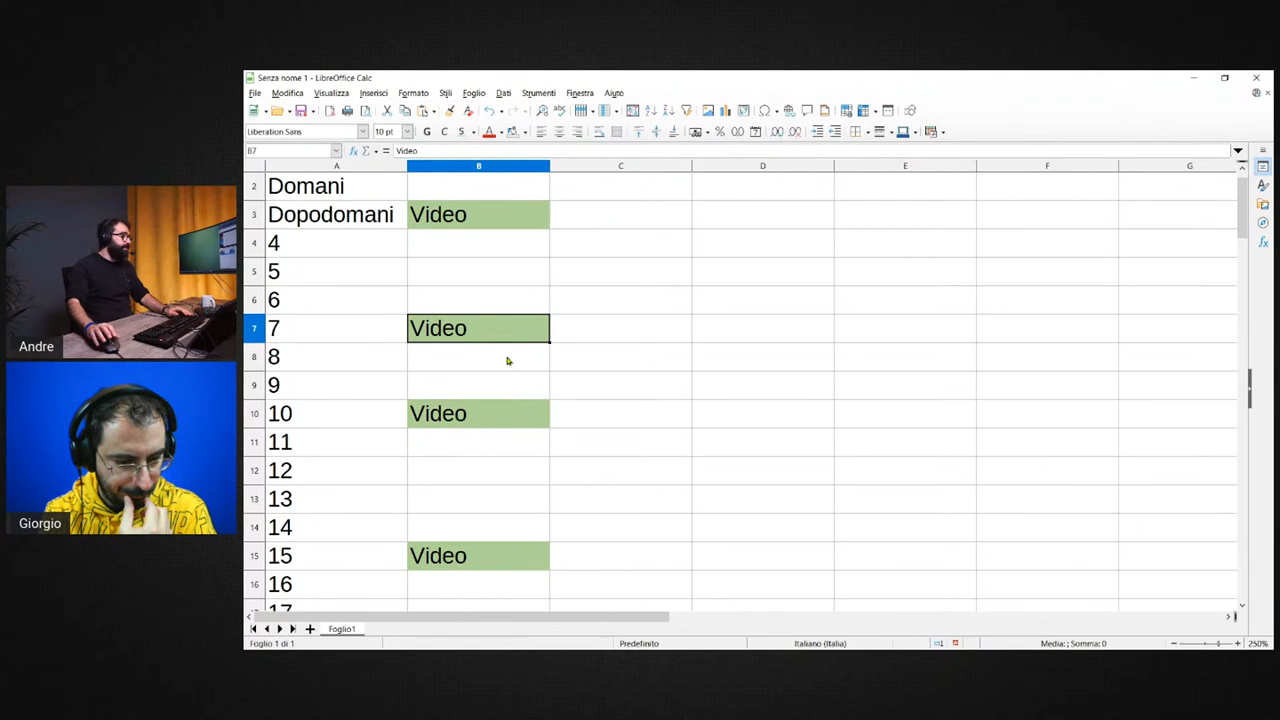 Senza nome 1 - LibreOffice Calc
File Modifica Visualizza Inserisci Formato Stili Foglio Dati Strumenti Finestra Aiuto
Liberation Sans 10 pt G C S A
B7 fx Σ = Video
A B C D E F G
2 Domani
3 Dopodomani Video
4 4
5 5
6 6
7 7 Video
8 8
9 9
10 10 Video
11 11
12 12
13 13
14 14
15 15 Video
16 16
17
Foglio1
Foglio 1 di 1 Predefinito Italiano (Italia) Media: ; Somma: 0 250%
Andre
Giorgio